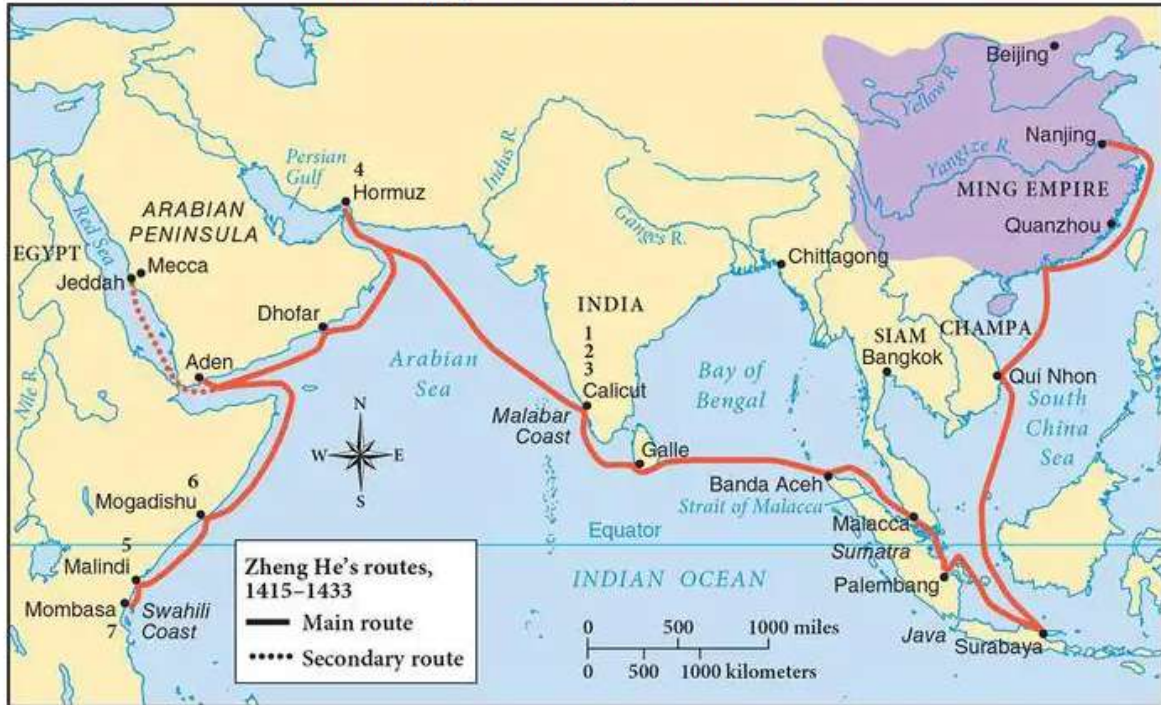 Beijing
Yellow R.
Nanjing
Yangtze R.
MING EMPIRE
Quanzhou
Persian
Gulf
4
Hormuz
Indus R.
Ganges R.
Chittagong
ARABIAN
PENINSULA
Red Sea
EGYPT
Mecca
Jeddah
Dhofar
Aden
Nile R.
Arabian
Sea
INDIA
1
2
3
Calicut
Malabar
Coast
Bay of
Bengal
Galle
SIAM
Bangkok
CHAMPA
Qui Nhon
South
China
Sea
Banda Aceh
Strait of Malacca
Malacca
Sumatra
Palembang
Java
Surabaya
N
W
E
S
6
Mogadishu
5
Malindi
Mombasa
7
Swahili
Coast
Equator
INDIAN OCEAN
Zheng He's routes,
1415–1433
Main route
Secondary route
0 500 1000 miles
0 500 1000 kilometers